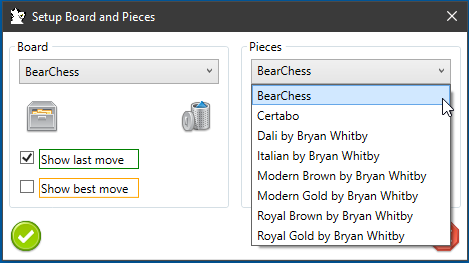 Setup Board and Pieces
Board
BearChess
Show last move
Show best move
Pieces
BearChess
BearChess
Certabo
Dali by Bryan Whitby
Italian by Bryan Whitby
Modern Brown by Bryan Whitby
Modern Gold by Bryan Whitby
Royal Brown by Bryan Whitby
Royal Gold by Bryan Whitby